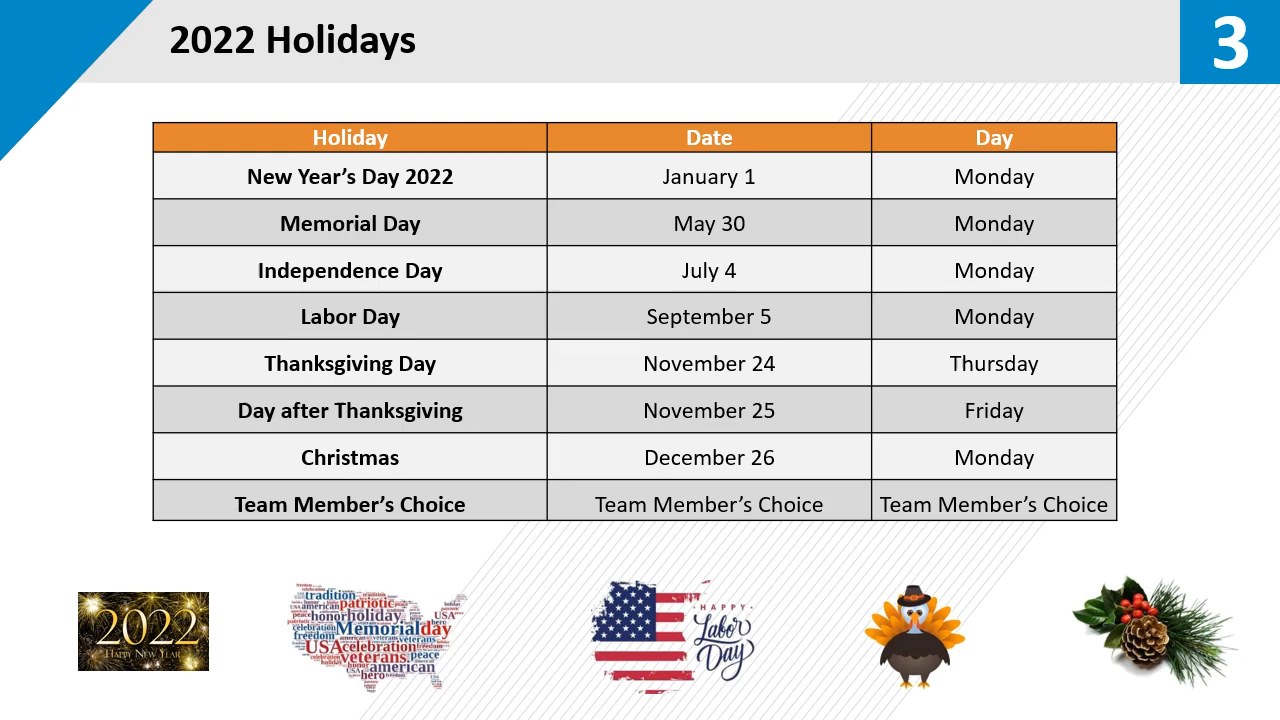 2022 Holidays
3
Holiday Date Day
New Year’s Day 2022 January 1 Monday
Memorial Day May 30 Monday
Independence Day July 4 Monday
Labor Day September 5 Monday
Thanksgiving Day November 24 Thursday
Day after Thanksgiving November 25 Friday
Christmas December 26 Monday
Team Member’s Choice Team Member’s Choice Team Member’s Choice
2022
HAPPY NEW YEAR
tradition
patriotic
honor holiday
Memorial day
freedom
USA celebration
veterans
peace
american
hero
HAPPY
Labor
Day